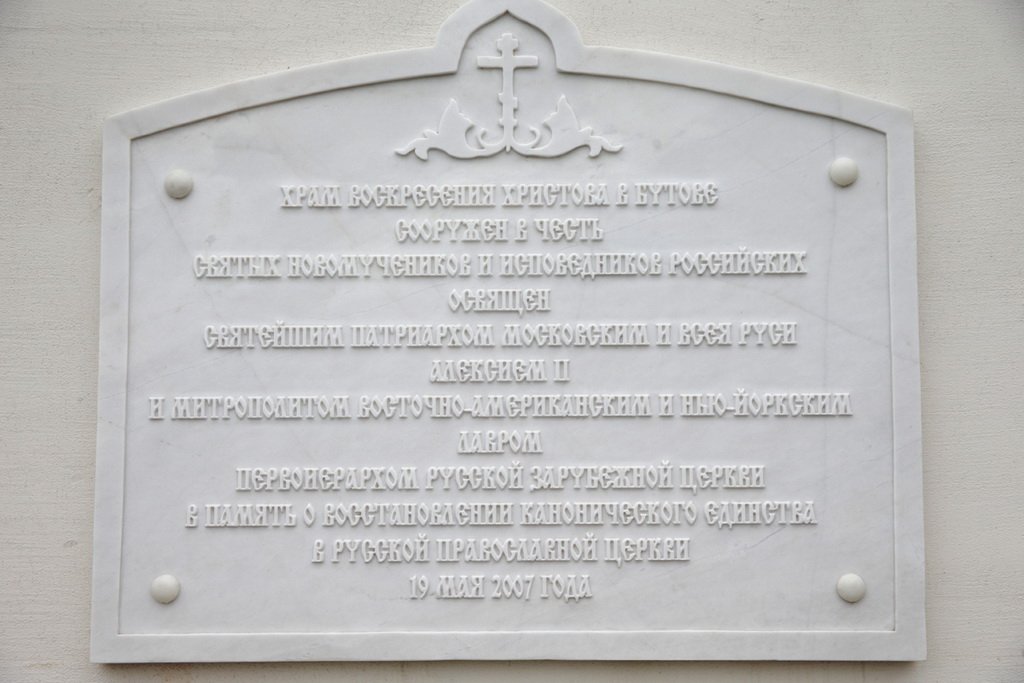 ХРАМ ВОСКРЕСЕНИЯ ХРИСТОВА В БУТОВЕ
СООРУЖЕН В ЧЕСТЬ
СВЯТЫХ НОВОМУЧЕНИКОВ И ИСПОВЕДНИКОВ РОССИЙСКИХ
ОСВЯЩЕН
СВЯТЕЙШИМ ПАТРИАРХОМ МОСКОВСКИМ И ВСЕЯ РУСИ
АЛЕКСИЕМ II
И МИТРОПОЛИТОМ ВОСТОЧНО-АМЕРИКАНСКИМ И НЬЮ-ЙОРКСКИМ
ЛАВРОМ
ПЕРВОИЕРАРХОМ РУССКОЙ ЗАРУБЕЖНОЙ ЦЕРКВИ
В ПАМЯТЬ О ВОССТАНОВЛЕНИИ КАНОНИЧЕСКОГО ЕДИНСТВА
В РУССКОЙ ПРАВОСЛАВНОЙ ЦЕРКВИ
19 МАЯ 2007 ГОДА